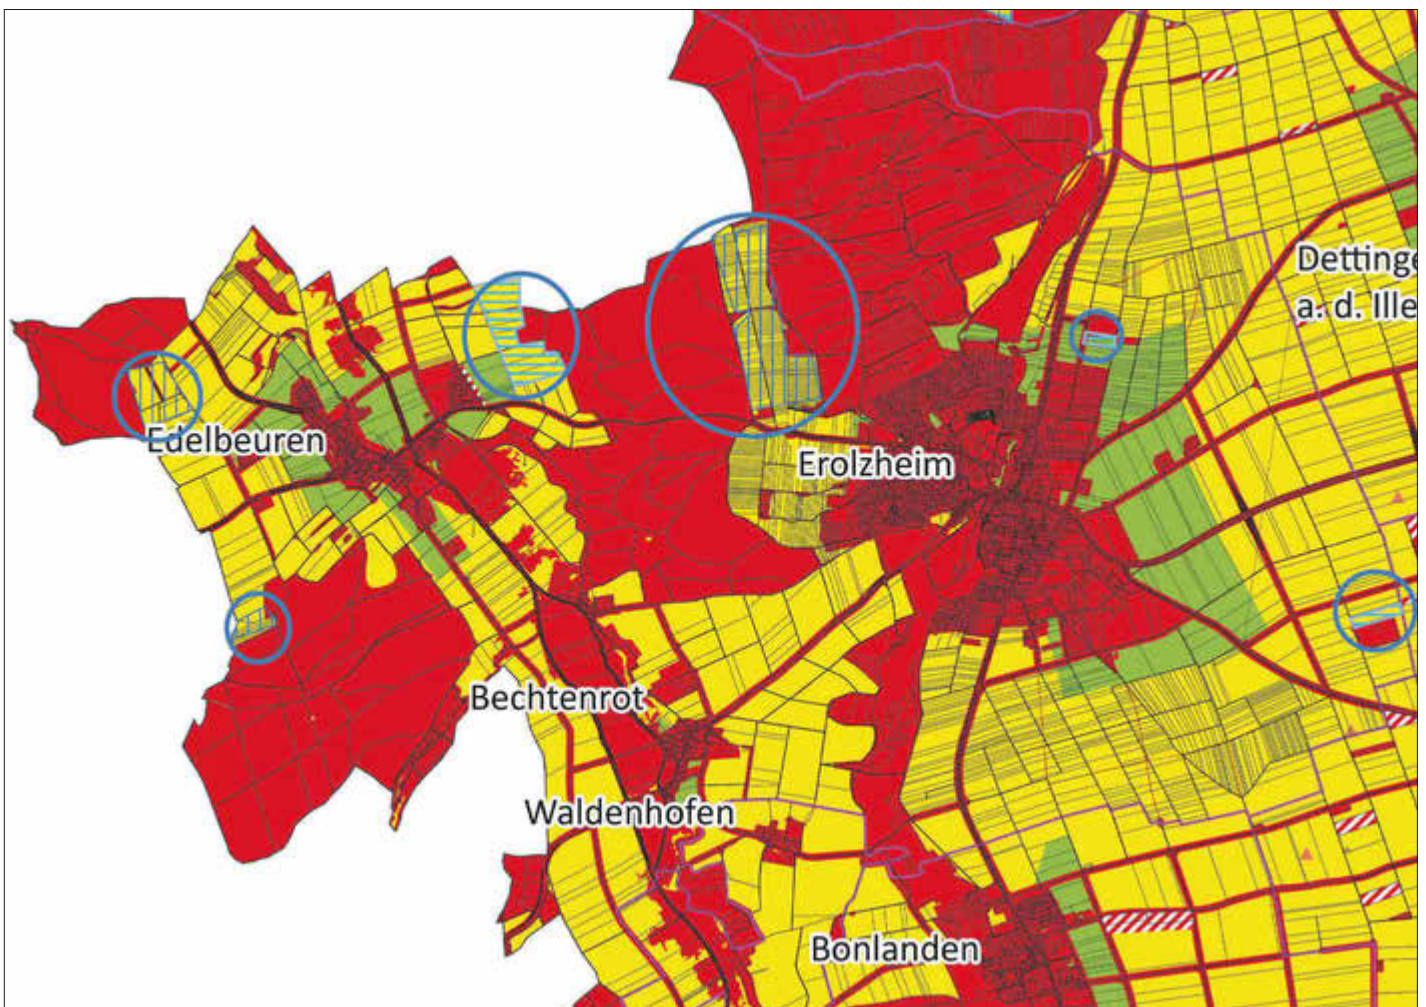 Dettinge
a. d. Ille
Edelbeuren
Erolzheim
Bechtenrot
Waldenhofen
Bonlanden